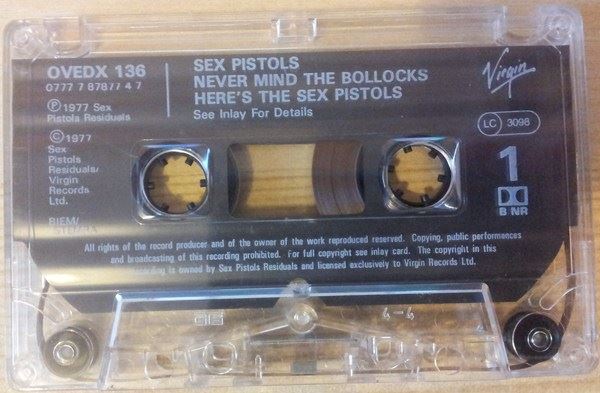 OVEDX 136
0777 7 87877 4 7
Ⓟ 1977 Sex
Pistols Residuals
© 1977
Sex
Pistols
Residuals/
Virgin
Records
Ltd.
BIEM/
SEX PISTOLS
NEVER MIND THE BOLLOCKS
HERE'S THE SEX PISTOLS
See Inlay For Details
Virgin
LC 3098
1
B NR
All rights of the record producer and of the owner of the work reproduced reserved. Copying, public performances
and broadcasting of this recording prohibited. For full copyright see inlay card. The copyright in this
recording is owned by Sex Pistols Residuals and licensed exclusively to Virgin Records Ltd.
4-4